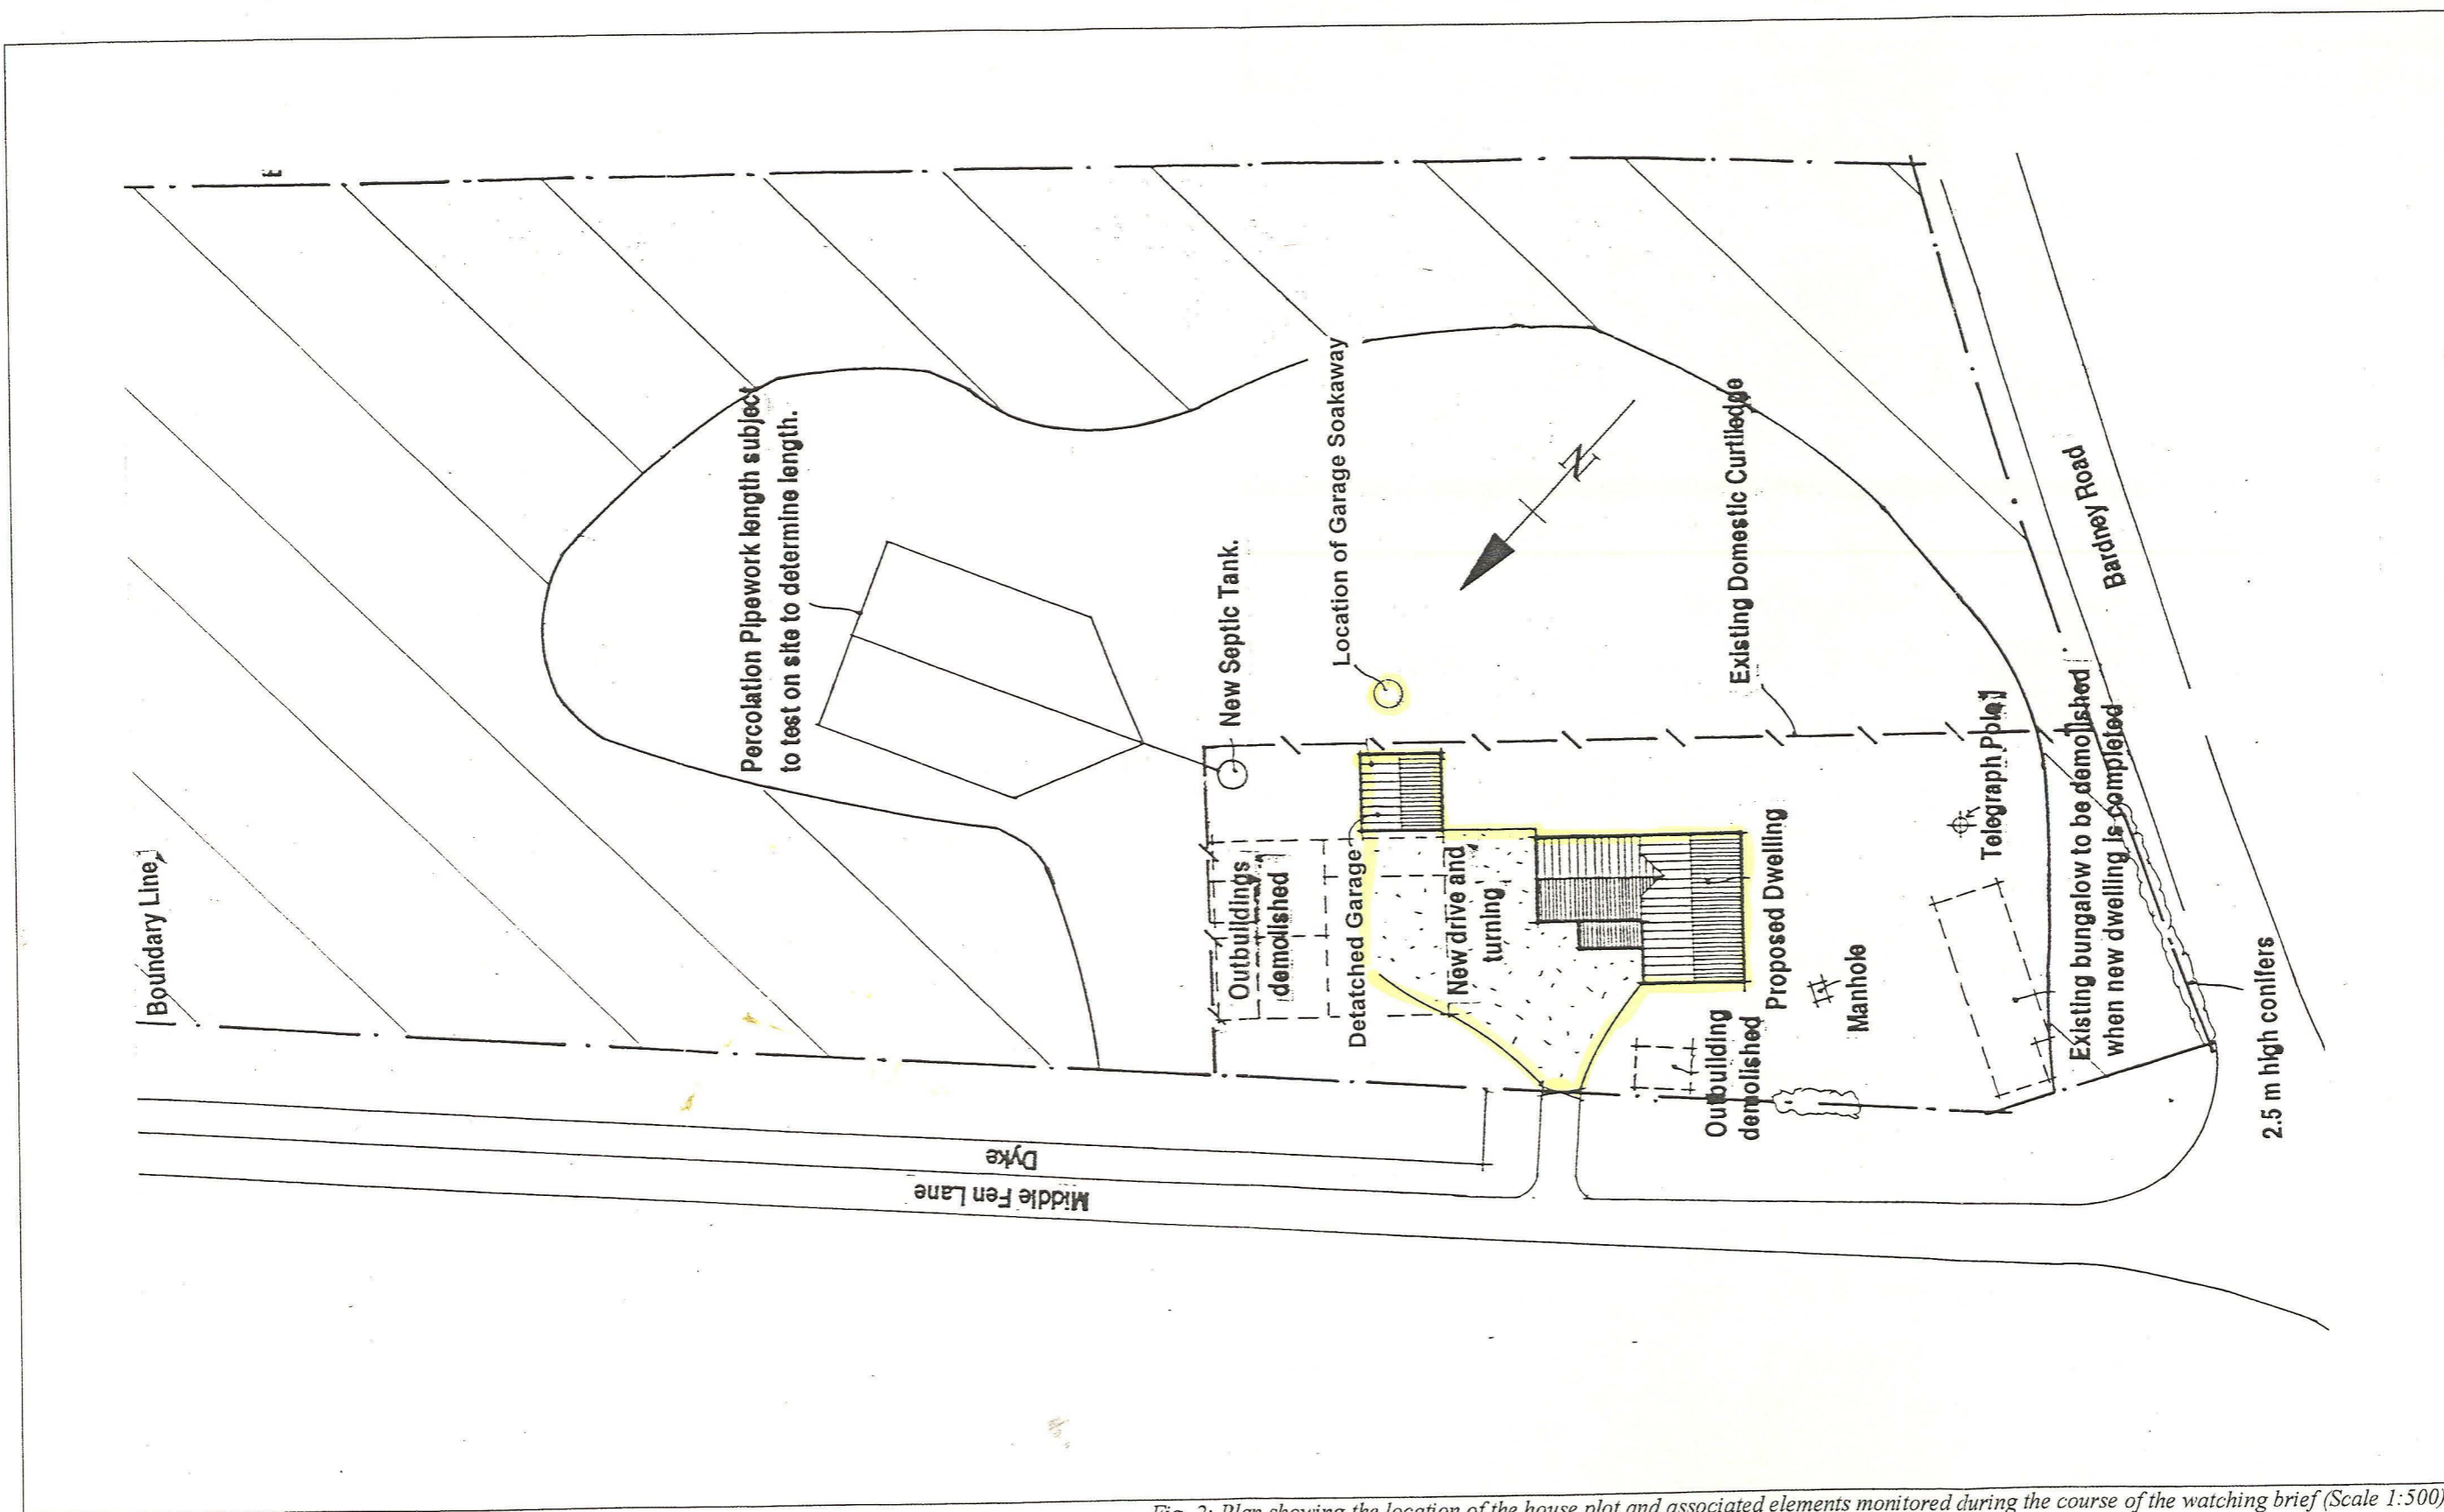 Boundary Line
E
Percolation Pipework length subject
to test on site to determine length.
New Septic Tank.
Location of Garage Soakaway
N
Existing Domestic Curtiledge
Bardney Road
Outbuildings
demolished
Detatched Garage
New drive and
turning
Proposed Dwelling
Outbuilding
demolished
Manhole
Telegraph Pole
Existing bungalow to be demolished
when new dwelling is completed
2.5 m high conifers
Dyke
Middle Fen Lane
Fig. 2: Plan showing the location of the house plot and associated elements monitored during the course of the watching brief (Scale 1:500)